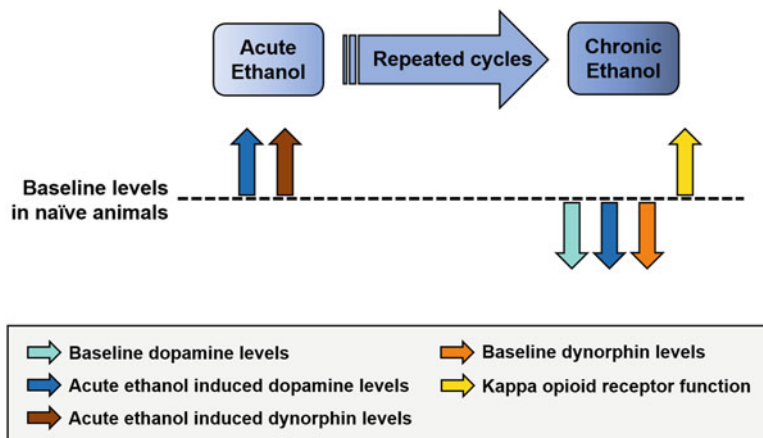 Acute
Ethanol
Repeated cycles
Chronic
Ethanol
Baseline levels
in naïve animals
Baseline dopamine levels
Acute ethanol induced dopamine levels
Acute ethanol induced dynorphin levels
Baseline dynorphin levels
Kappa opioid receptor function